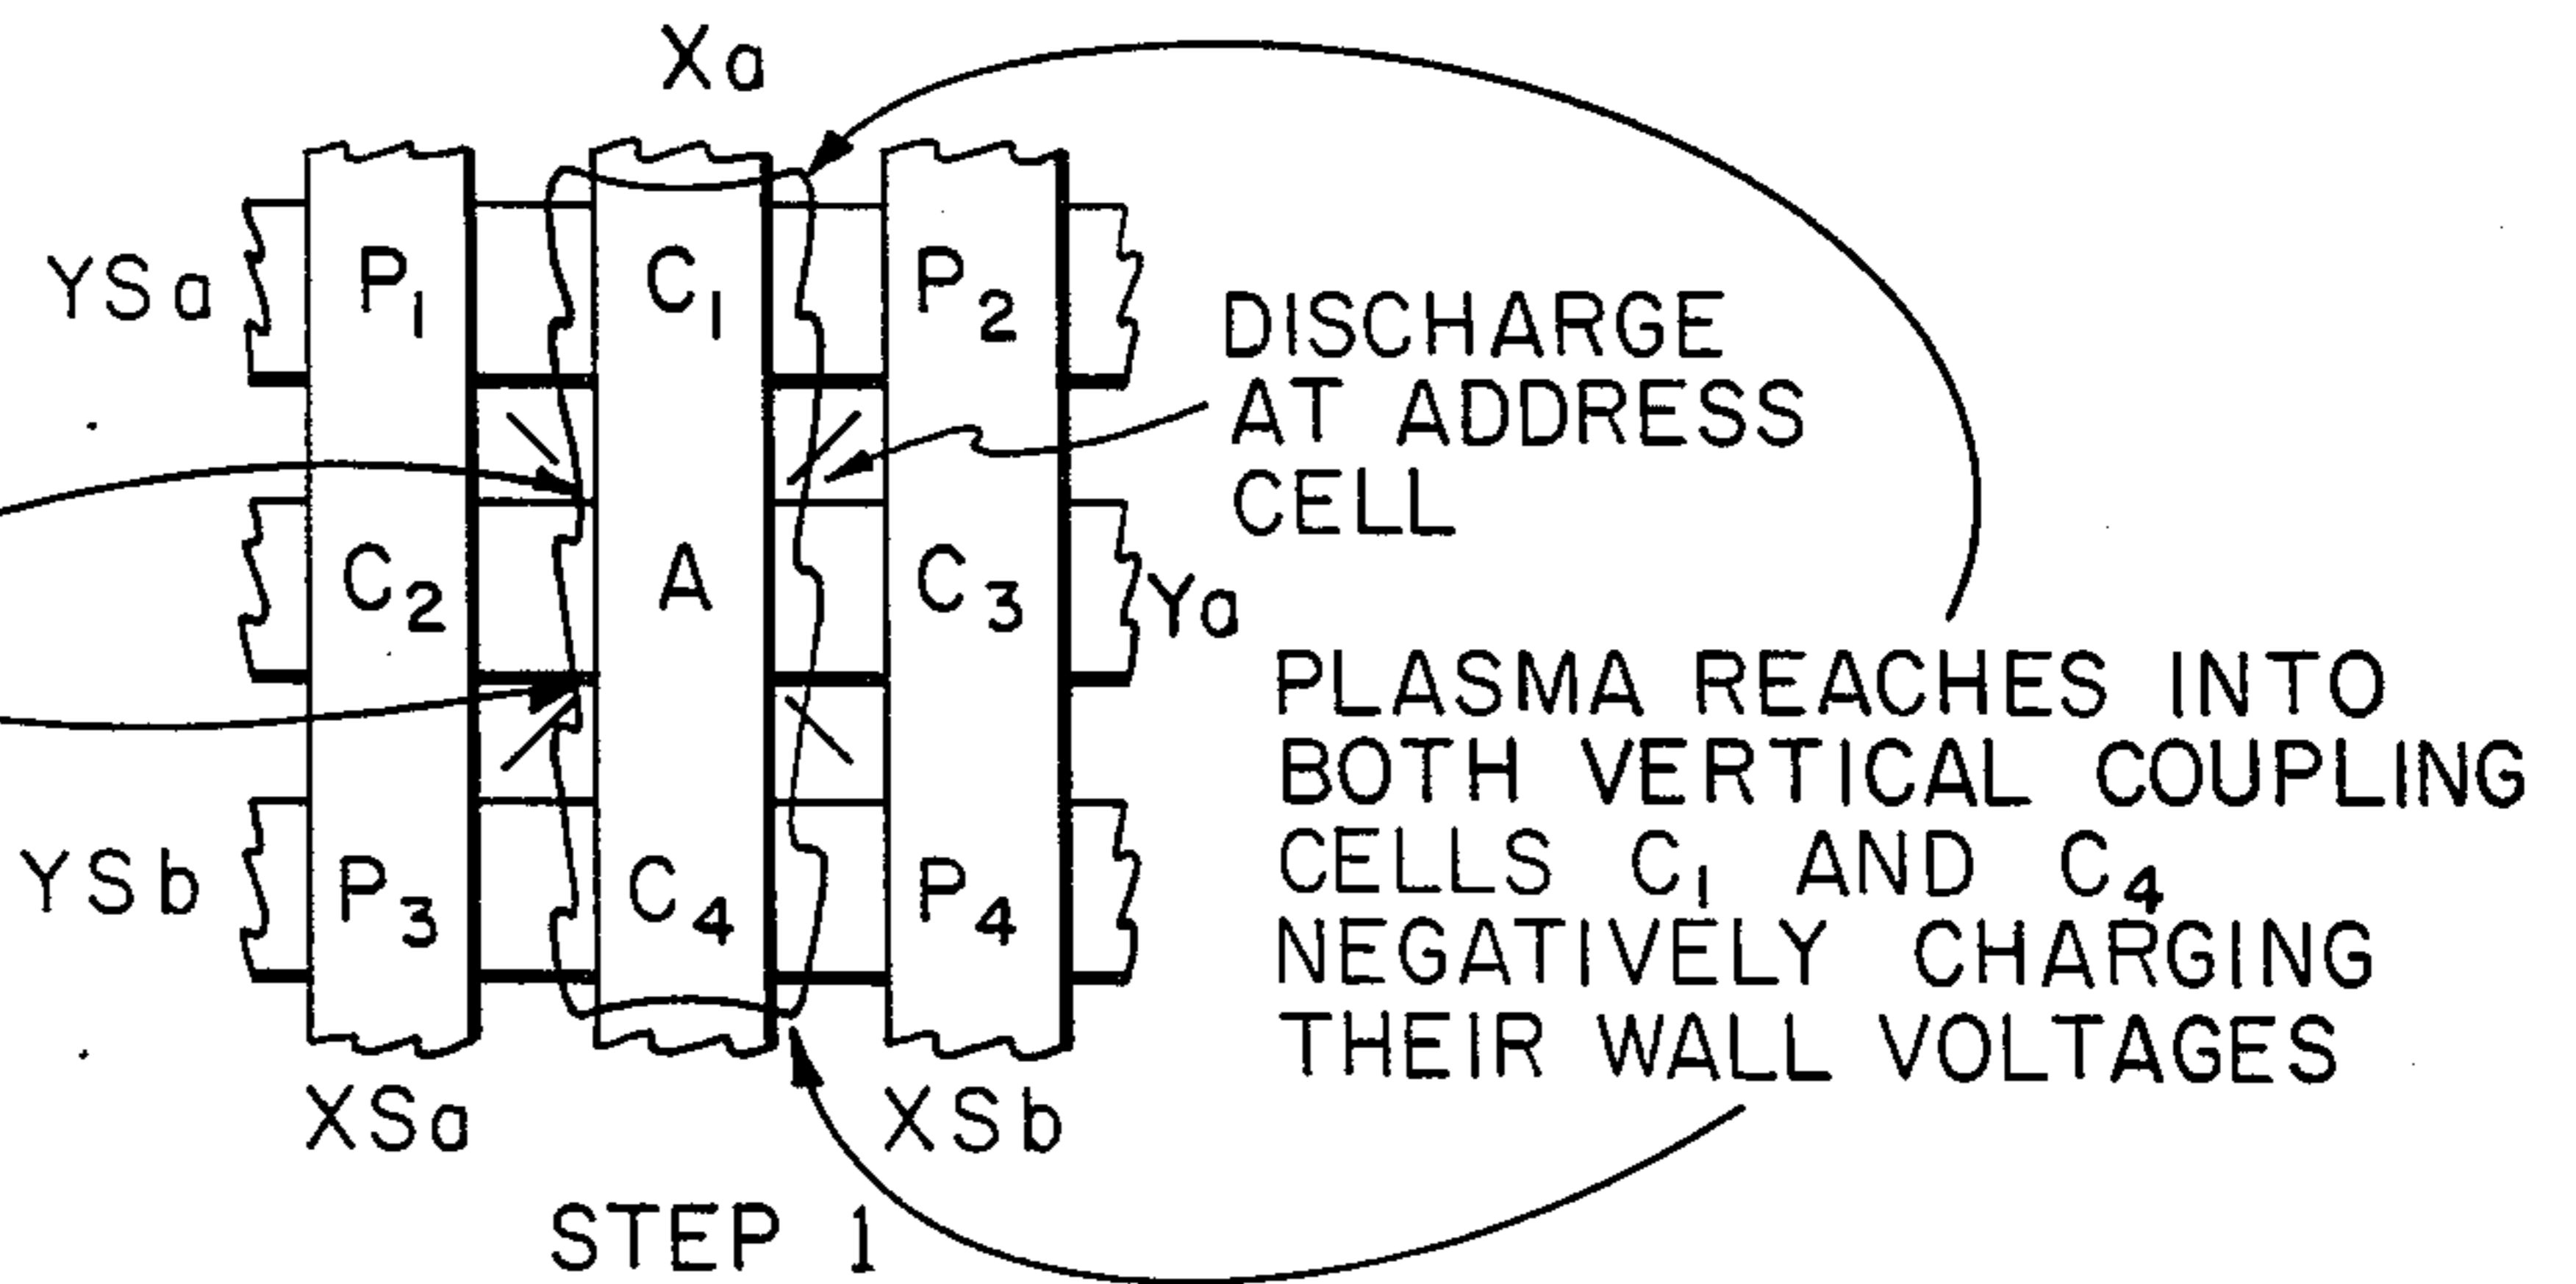 Xa
YSa P1 C1 P2
DISCHARGE
AT ADDRESS
CELL
C2 A C3 Ya
PLASMA REACHES INTO
BOTH VERTICAL COUPLING
CELLS C1 AND C4
NEGATIVELY CHARGING
THEIR WALL VOLTAGES
YSb P3 C4 P4
XSa XSb
STEP 1